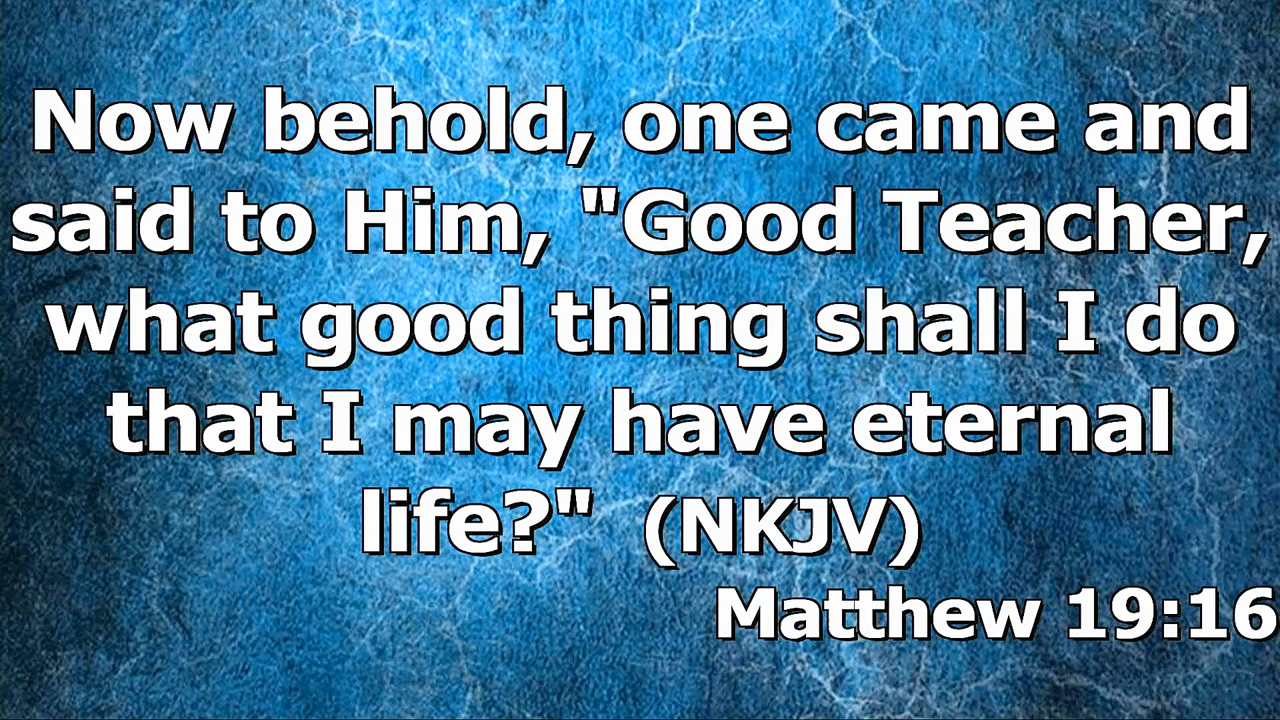 Now behold, one came and
said to Him, "Good Teacher,
what good thing shall I do
that I may have eternal
life?" (NKJV)
Matthew 19:16